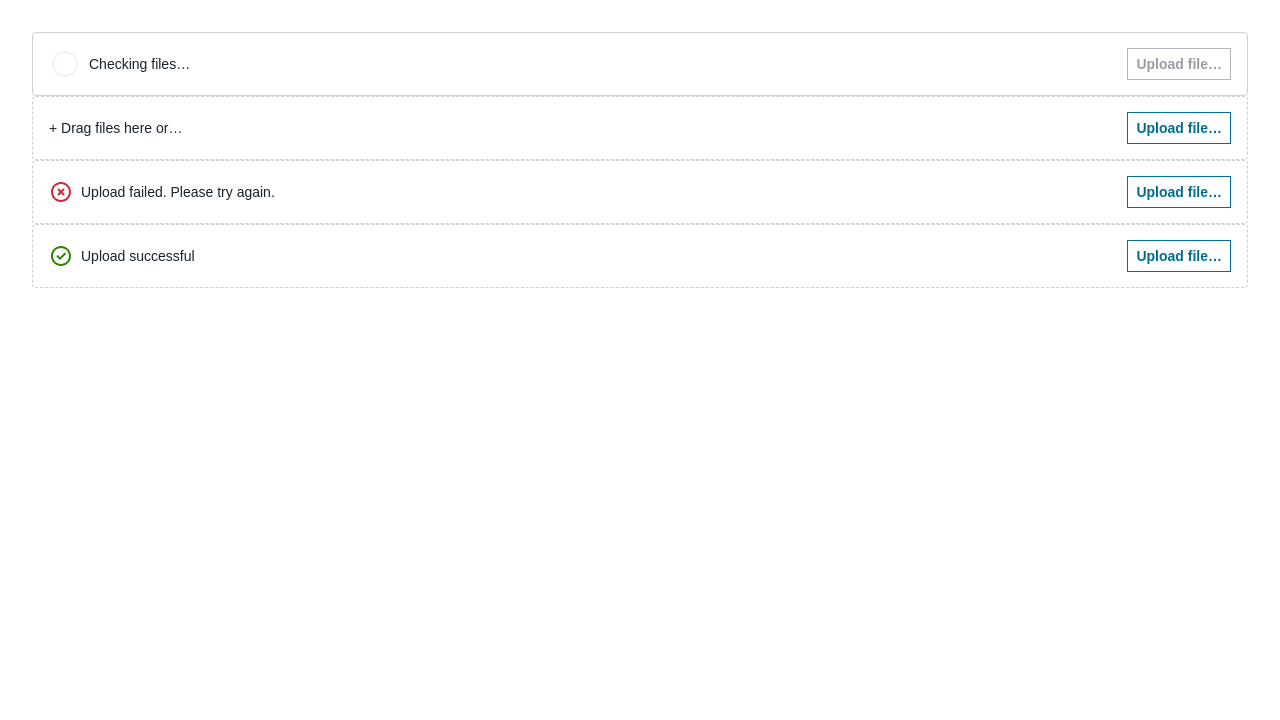 Checking files…
Upload file…
+ Drag files here or…
Upload file…
Upload failed. Please try again.
Upload file…
Upload successful
Upload file…